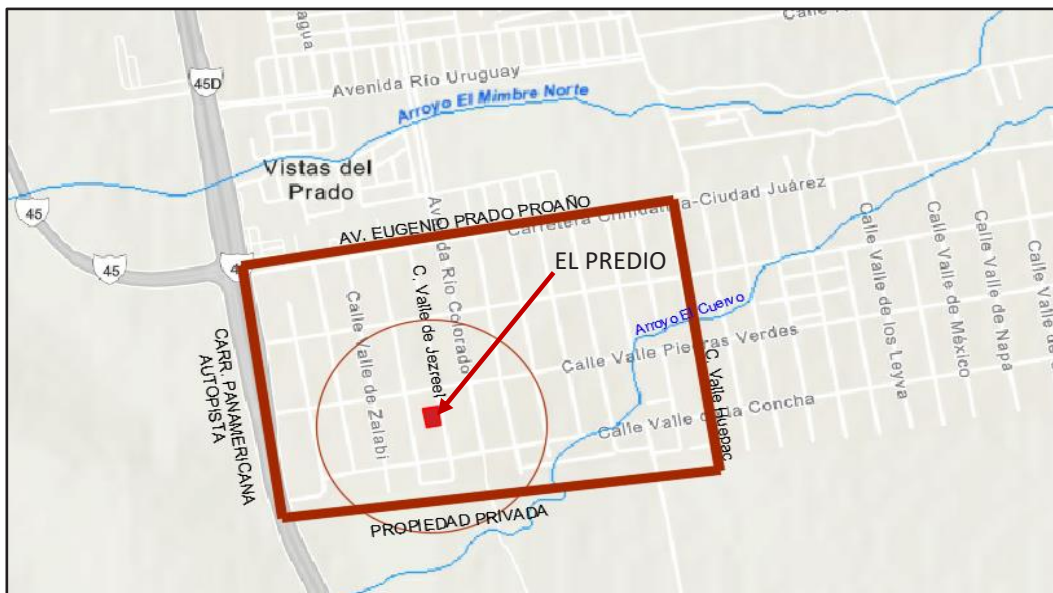 agua
Calle
45D
Avenida Río Uruguay
Arroyo El Mimbre Norte
Vistas del
Prado
45
45
AV. EUGENIO PRADO PROAÑO
Carretera Chihuahua-Ciudad Juárez
EL PREDIO
Avenida Río Colorado
C. Valle de Jezreel
Calle Valle de Zalabi
Arroyo El Cuervo
Calle Valle Piedras Verdes
Calle Valle de la Concha
C. Valle Huepac
Calle Valle de los Leyva
Calle Valle de México
Calle Valle de Napa
Calle Valle de
CARR. PANAMERICANA
AUTOPISTA
PROPIEDAD PRIVADA